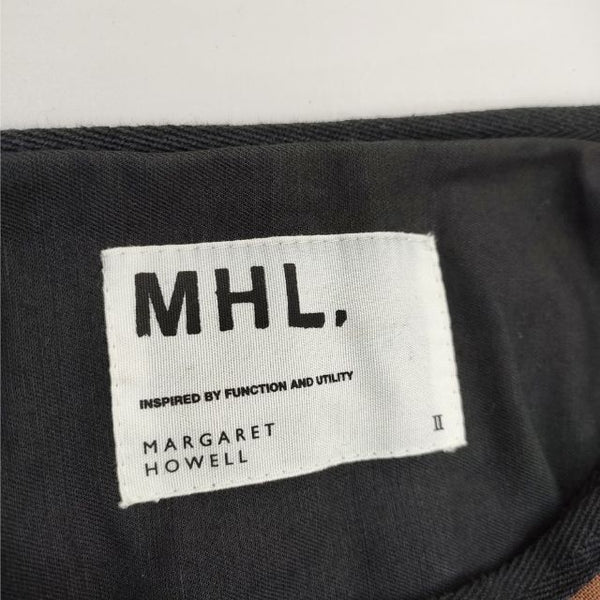 MHL.
INSPIRED BY FUNCTION AND UTILITY
MARGARET
HOWELL
II